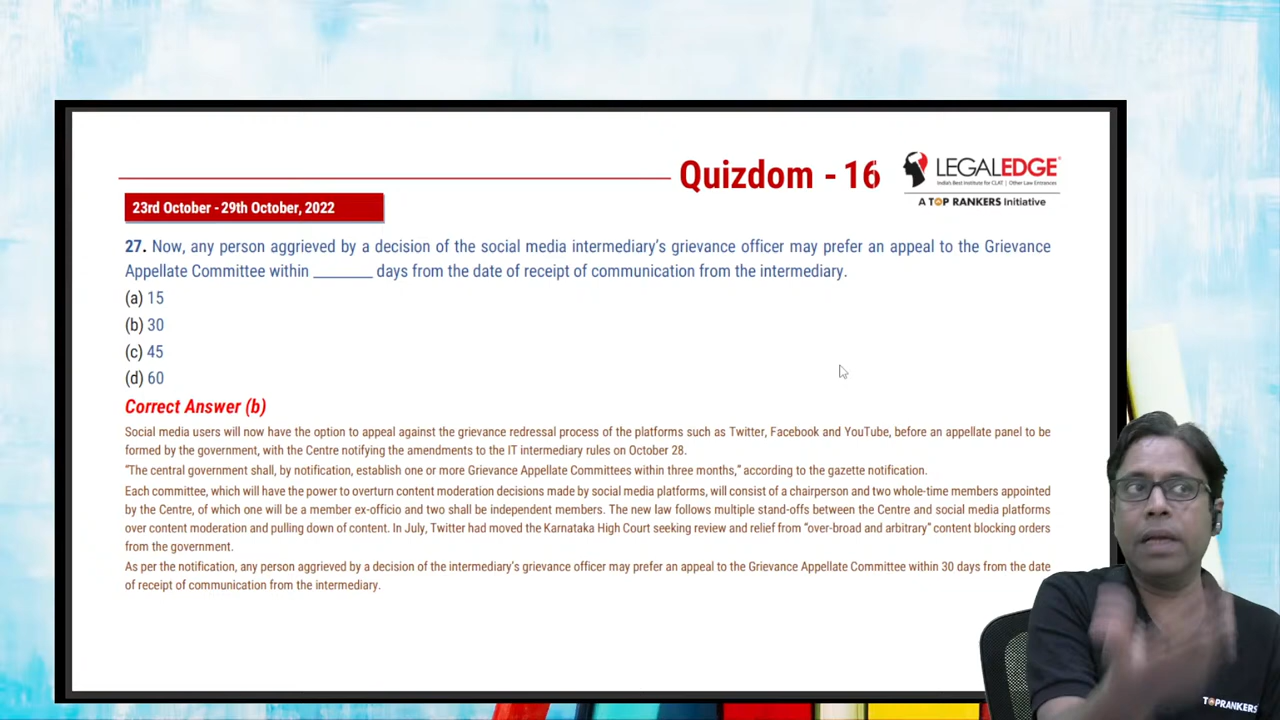 Quizdom - 16
LEGALEDGE
India's Best Institute for CLAT | Other Law Entrances
A TOP RANKERS Initiative
23rd October - 29th October, 2022
27. Now, any person aggrieved by a decision of the social media intermediary's grievance officer may prefer an appeal to the Grievance
Appellate Committee within _______ days from the date of receipt of communication from the intermediary.
(a) 15
(b) 30
(c) 45
(d) 60
Correct Answer (b)
Social media users will now have the option to appeal against the grievance redressal process of the platforms such as Twitter, Facebook and YouTube, before an appellate panel to be
formed by the government, with the Centre notifying the amendments to the IT intermediary rules on October 28.
“The central government shall, by notification, establish one or more Grievance Appellate Committees within three months,” according to the gazette notification.
Each committee, which will have the power to overturn content moderation decisions made by social media platforms, will consist of a chairperson and two whole-time members appointed
by the Centre, of which one will be a member ex-officio and two shall be independent members. The new law follows multiple stand-offs between the Centre and social media platforms
over content moderation and pulling down of content. In July, Twitter had moved the Karnataka High Court seeking review and relief from “over-broad and arbitrary” content blocking orders
from the government.
As per the notification, any person aggrieved by a decision of the intermediary's grievance officer may prefer an appeal to the Grievance Appellate Committee within 30 days from the date
of receipt of communication from the intermediary.
TOPRANKERS